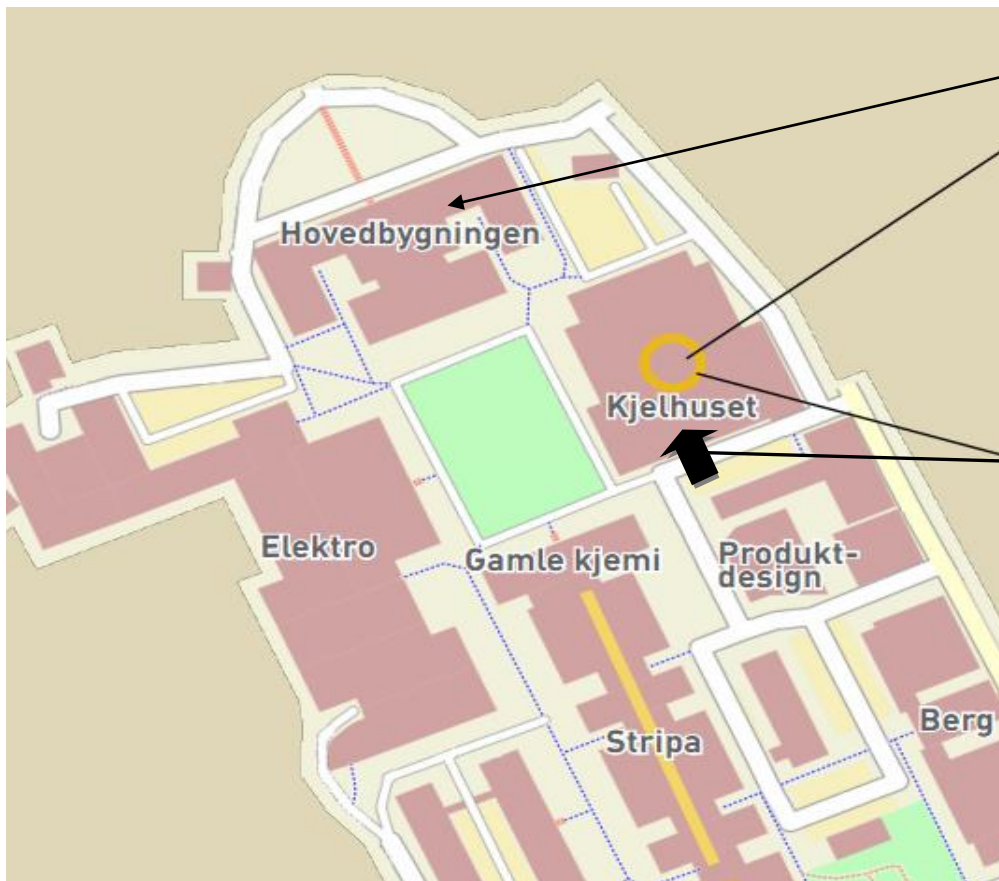 Hovedbygningen
Kjelhuset
Elektro
Gamle kjemi
Produkt-
design
Stripa
Berg